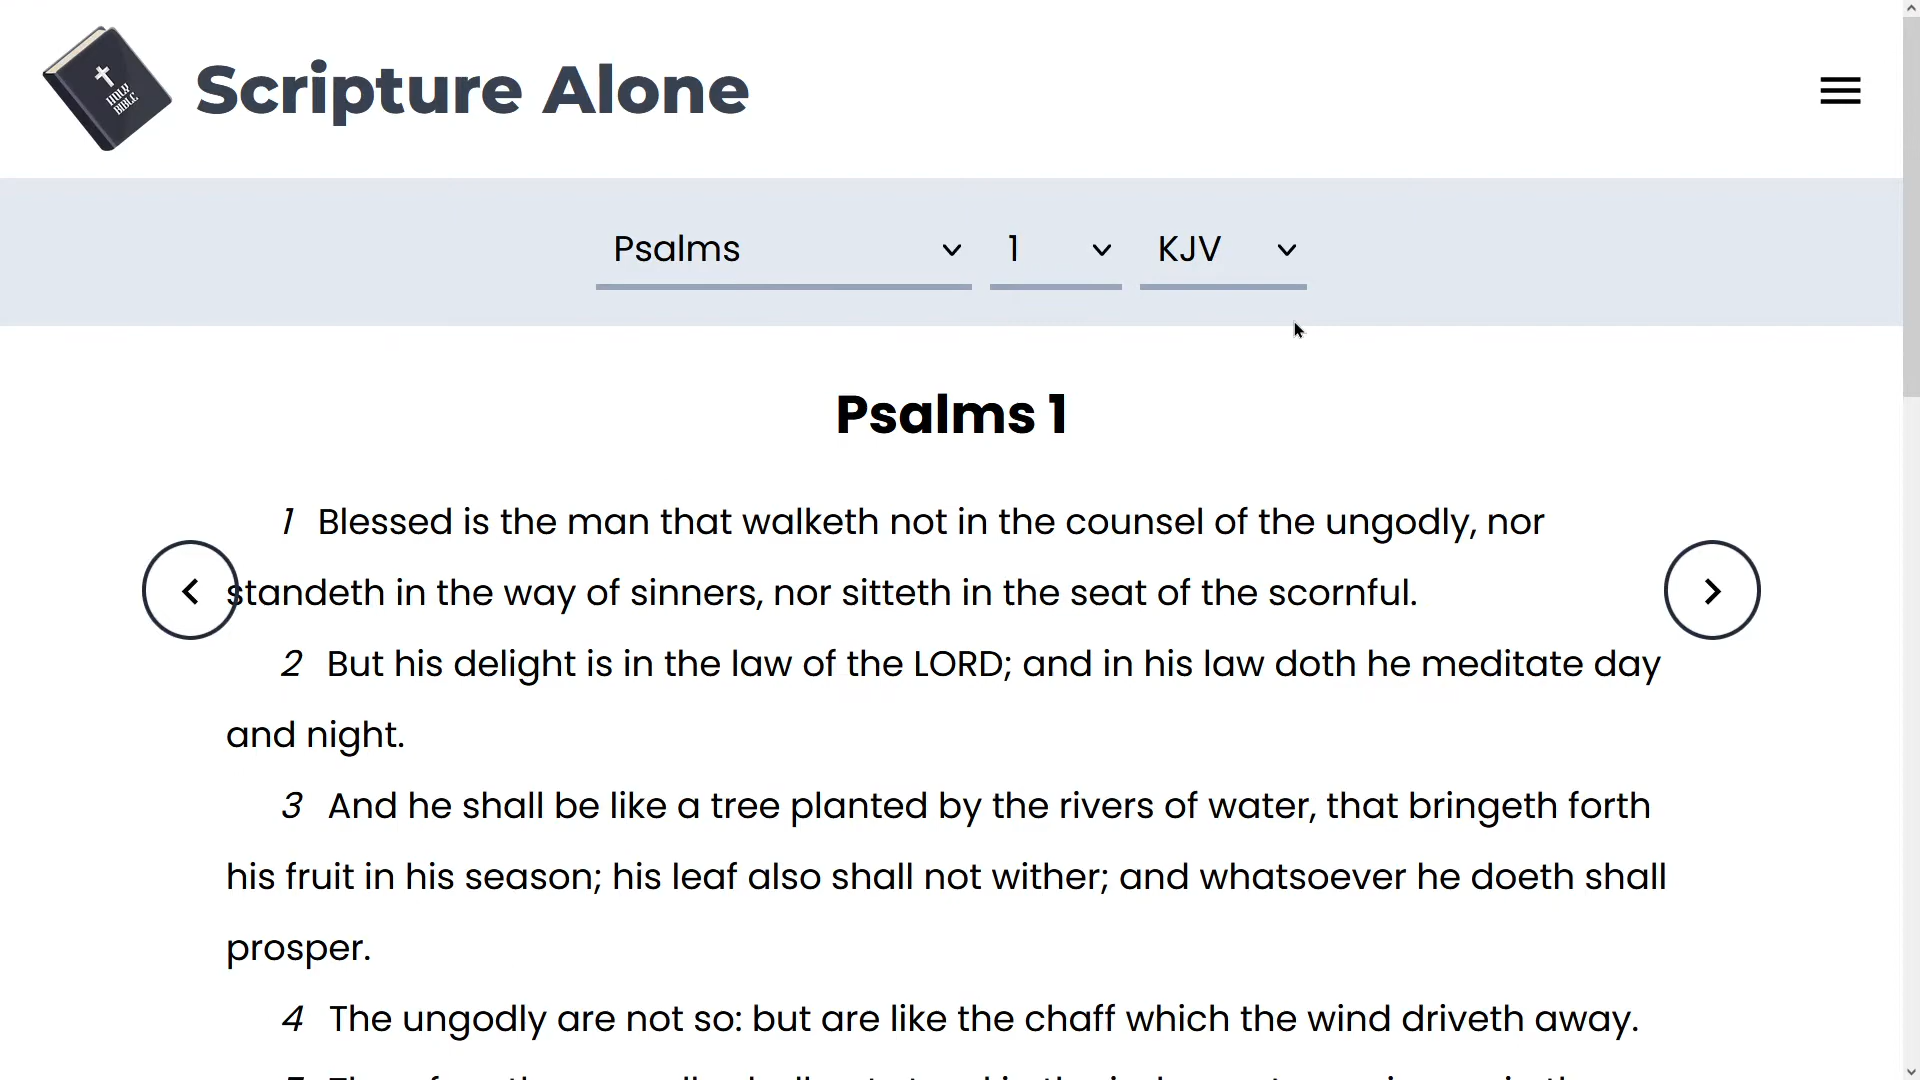 HOLY
BIBLE
Scripture Alone
Psalms 1 KJV
Psalms 1
1 Blessed is the man that walketh not in the counsel of the ungodly, nor
standeth in the way of sinners, nor sitteth in the seat of the scornful.
2 But his delight is in the law of the LORD; and in his law doth he meditate day
and night.
3 And he shall be like a tree planted by the rivers of water, that bringeth forth
his fruit in his season; his leaf also shall not wither; and whatsoever he doeth shall
prosper.
4 The ungodly are not so: but are like the chaff which the wind driveth away.